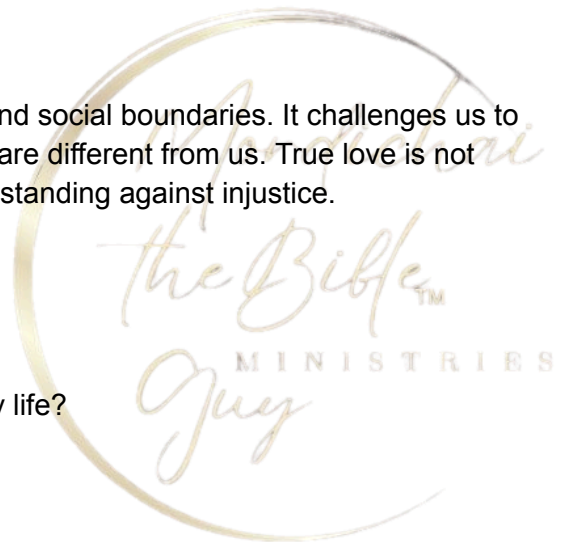 nd social boundaries. It challenges us to
are different from us. True love is not
standing against injustice.
Mordichai
the Bible
TM
MINISTRIES
Guy
life?